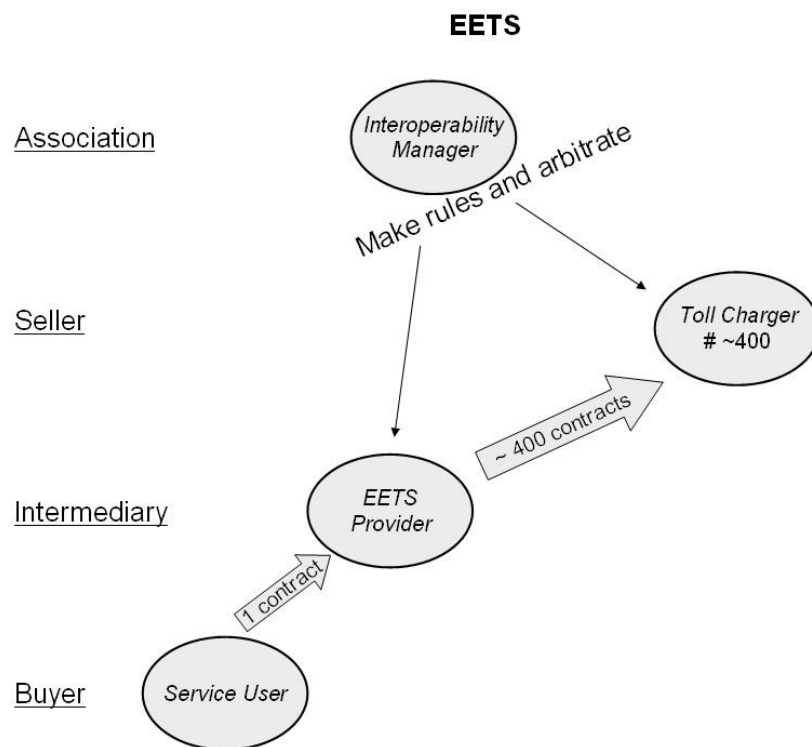 EETS
Association
Interoperability
Manager
Make rules and arbitrate
Seller
Toll Charger
# ~400
~ 400 contracts
Intermediary
EETS
Provider
1 contract
Buyer
Service User